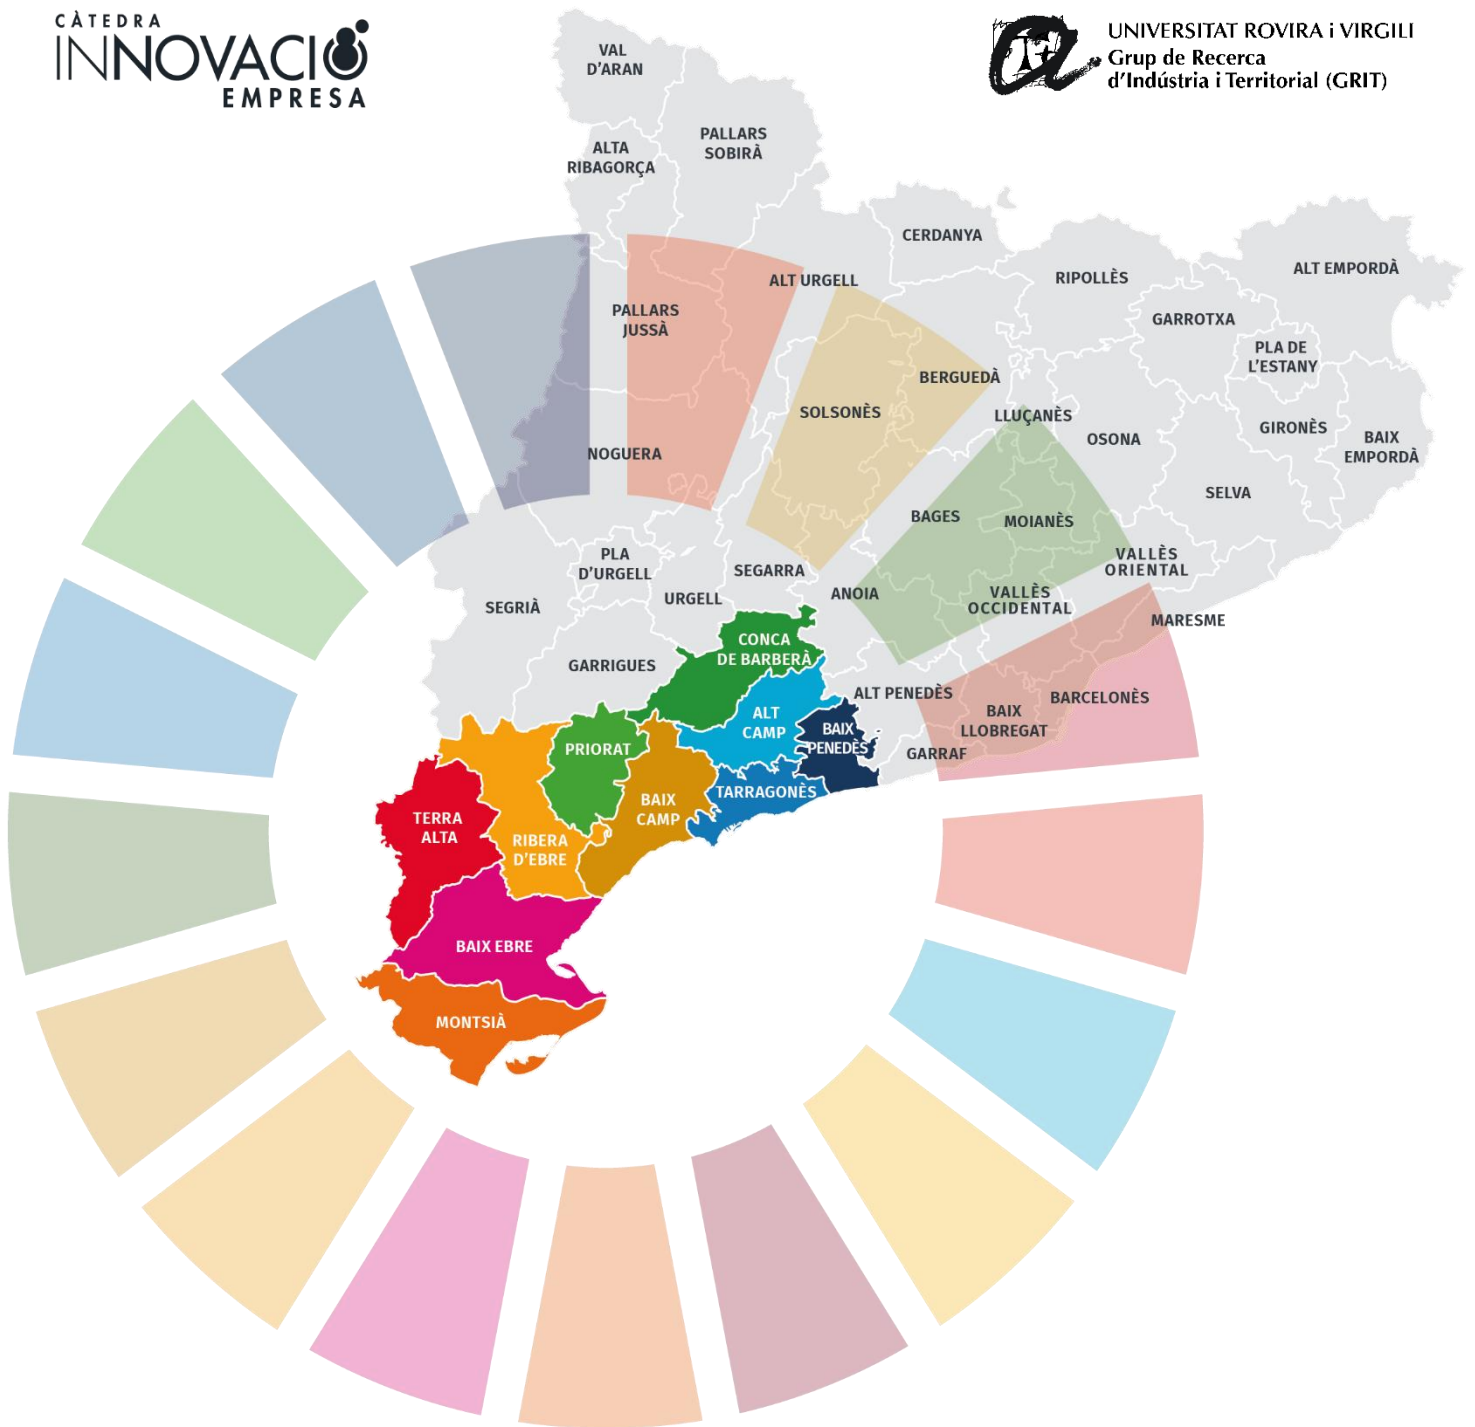 CÀTEDRA
INNOVACIÓ
EMPRESA
UNIVERSITAT ROVIRA i VIRGILI
Grup de Recerca
d'Indústria i Territorial (GRIT)
VAL
D'ARAN
ALTA
RIBAGORÇA
PALLARS
SOBIRÀ
CERDANYA
RIPOLLÈS
ALT EMPORDÀ
ALT URGELL
PALLARS
JUSSÀ
GARROTXA
PLA DE
L'ESTANY
BERGUEDÀ
SOLSONÈS
LLUÇANÈS
OSONA
GIRONÈS
BAIX
EMPORDÀ
NOGUERA
SELVA
BAGES
MOIANÈS
VALLÈS
ORIENTAL
PLA
D'URGELL
SEGARRA
URGELL
ANOIA
VALLÈS
OCCIDENTAL
SEGRIÀ
MARESME
CONCA
DE BARBERÀ
GARRIGUES
ALT PENEDÈS
BARCELONÈS
BAIX
LLOBREGAT
ALT
CAMP
BAIX
PENEDÈS
GARRAF
PRIORAT
TARRAGONÈS
BAIX
CAMP
TERRA
ALTA
RIBERA
D'EBRE
BAIX EBRE
MONTSIÀ